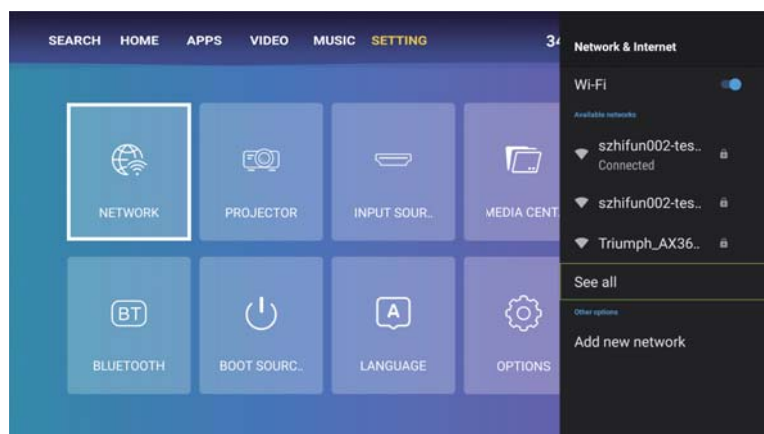 SEARCH HOME APPS VIDEO MUSIC SETTING 34
NETWORK PROJECTOR INPUT SOUR.. MEDIA CENT
BT A
BLUETOOTH BOOT SOURC.. LANGUAGE OPTIONS
Network & Internet
Wi-Fi
Available networks
szhifun002-tes..
Connected
szhifun002-tes..
Triumph_AX36..
See all
Other options
Add new network